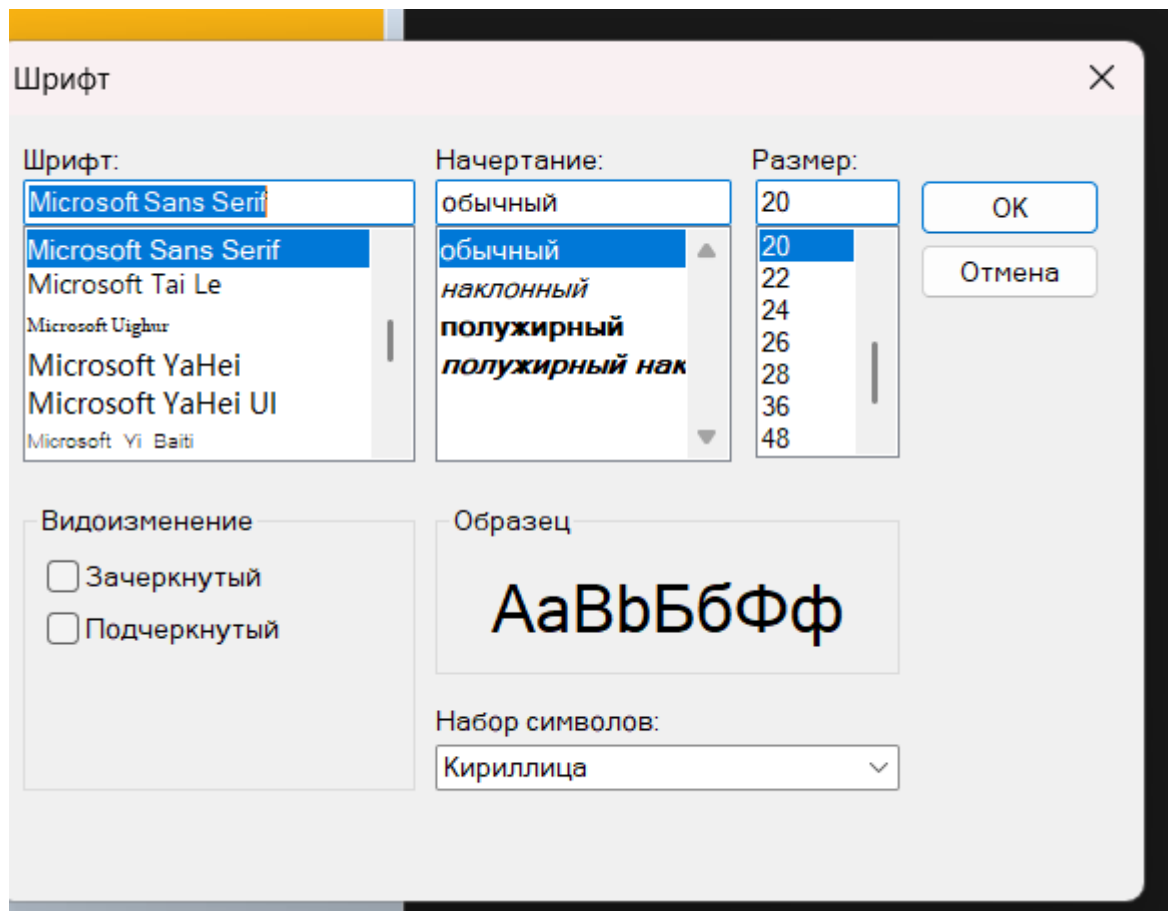 Шрифт
Шрифт:
Microsoft Sans Serif
Microsoft Sans Serif
Microsoft Tai Le
Microsoft Uighur
Microsoft YaHei
Microsoft YaHei UI
Microsoft Yi Baiti
Начертание:
обычный
обычный
наклонный
полужирный
полужирный нак
Размер:
20
20
22
24
26
28
36
48
ОК
Отмена
Видоизменение
Зачеркнутый
Подчеркнутый
Образец
АаBbБбФф
Набор символов:
Кириллица